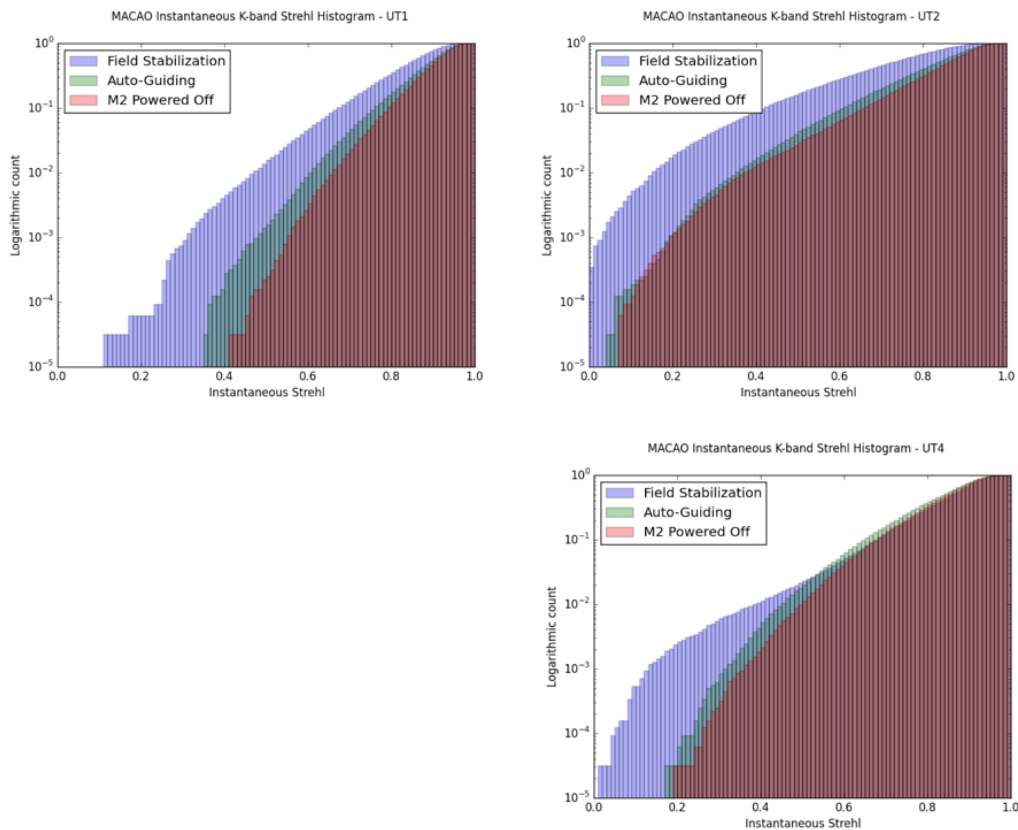 MACAO Instantaneous K-band Strehl Histogram - UT1
10⁰
Field Stabilization
Auto-Guiding
M2 Powered Off
10⁻¹
10⁻²
10⁻³
10⁻⁴
10⁻⁵
Logarithmic count
0.0 0.2 0.4 0.6 0.8 1.0
Instantaneous Strehl
MACAO Instantaneous K-band Strehl Histogram - UT2
10⁰
Field Stabilization
Auto-Guiding
M2 Powered Off
10⁻¹
10⁻²
10⁻³
10⁻⁴
10⁻⁵
Logarithmic count
0.0 0.2 0.4 0.6 0.8 1.0
Instantaneous Strehl
MACAO Instantaneous K-band Strehl Histogram - UT4
10⁰
Field Stabilization
Auto-Guiding
M2 Powered Off
10⁻¹
10⁻²
10⁻³
10⁻⁴
10⁻⁵
Logarithmic count
0.0 0.2 0.4 0.6 0.8 1.0
Instantaneous Strehl